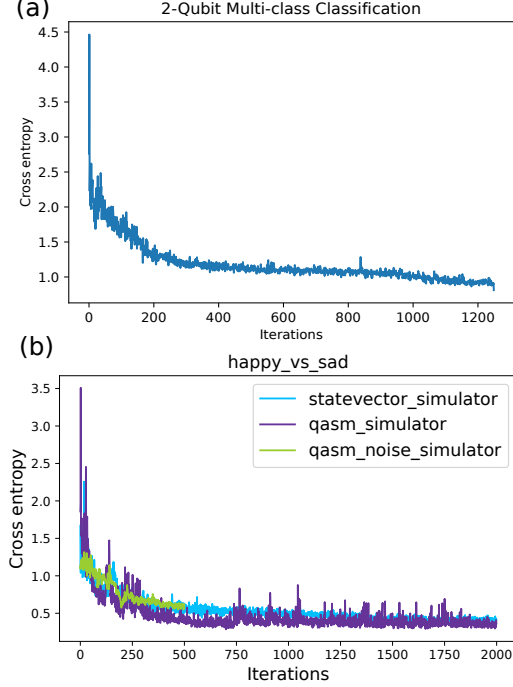 (a)
2-Qubit Multi-class Classification
4.5
4.0
3.5
3.0
2.5
2.0
1.5
1.0
Cross entropy
0 200 400 600 800 1000 1200
Iterations
(b)
happy_vs_sad
statevector_simulator
qasm_simulator
qasm_noise_simulator
3.5
3.0
2.5
2.0
1.5
1.0
0.5
Cross entropy
0 250 500 750 1000 1250 1500 1750 2000
Iterations